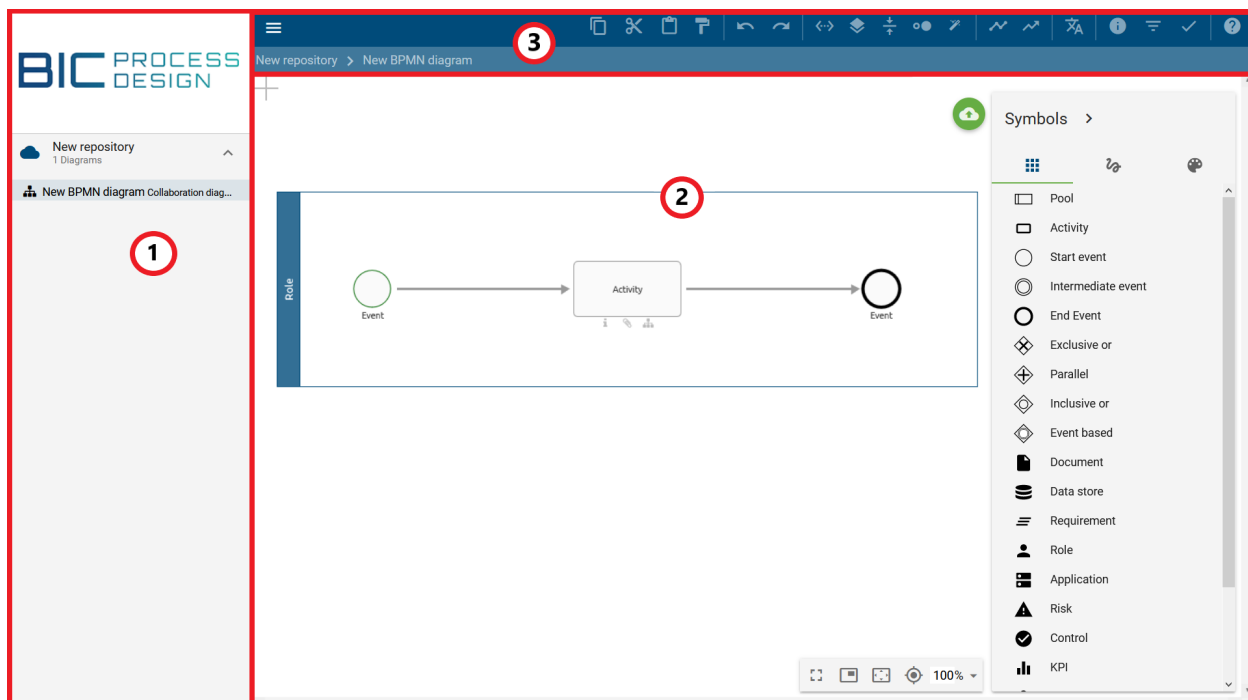 BIC PROCESS
DESIGN
3
New repository > New BPMN diagram
New repository
1 Diagrams
New BPMN diagram Collaboration diag...
1
2
Role
Event
Activity
Event
Symbols >
Pool
Activity
Start event
Intermediate event
End Event
Exclusive or
Parallel
Inclusive or
Event based
Document
Data store
Requirement
Role
Application
Risk
Control
KPI
100%